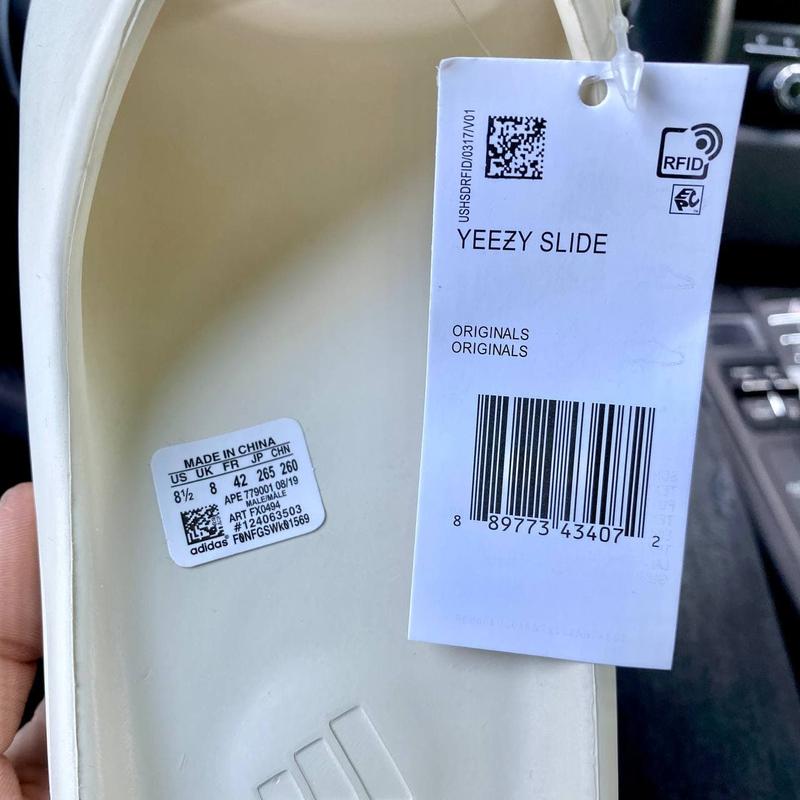 USHSDRFID/0317/V01
RFID
EPC
YEEZY SLIDE
ORIGINALS
ORIGINALS
8 89773 43407 2
MADE IN CHINA
US UK FR JP CHN
8½ 8 42 265 260
APE 779001 08/19
MALE/MALE
ART FX0494
#124063503
adidas